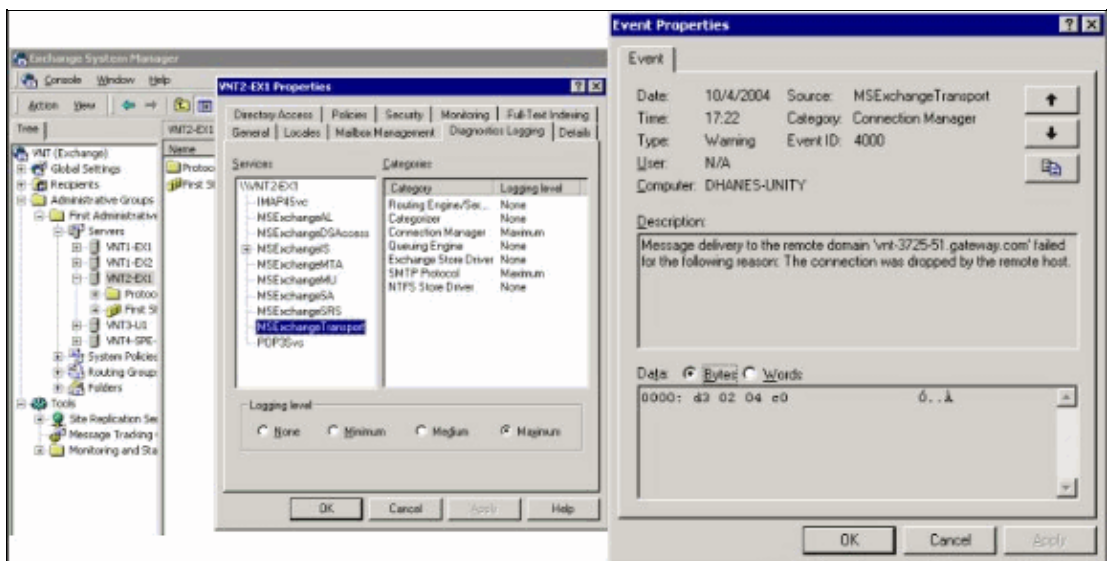 Exchange System Manager
Console Window Help
Action View
Tree
VNT (Exchange)
Global Settings
Recipients
Administrative Groups
First Administrative
Servers
VNT1-EX1
VNT1-EX2
VNT2-EX1
Protoc
First St
VNT3-U1
VNT4-SPE-
System Policies
Routing Group
Folders
Tools
Site Replication Se
Message Tracking
Monitoring and Sta
VNT2-EX1
Name
Protoc
First St
VNT2-EX1 Properties
Directory Access Policies Security Monitoring Full-Text Indexing
General Locales Mailbox Management Diagnostics Logging Details
Services:
\\VNT2-EX1
IMAP4Svc
MSExchangeAL
MSExchangeDSAccess
MSExchangeIS
MSExchangeMTA
MSExchangeMU
MSExchangeSA
MSExchangeSRS
MSExchangeTransport
POP3Svc
Categories:
Category Logging level
Routing Engine/Ser... None
Categorizer None
Connection Manager Maximum
Queuing Engine None
Exchange Store Driver None
SMTP Protocol Maximum
NTFS Store Driver None
Logging level
None Minimum Medium Maximum
OK Cancel Apply Help
Event Properties
Event
Date: 10/4/2004 Source: MSExchangeTransport
Time: 17:22 Category: Connection Manager
Type: Warning Event ID: 4000
User: N/A
Computer: DHANES-UNITY
Description:
Message delivery to the remote domain 'vnt-3725-51.gateway.com' failed
for the following reason: The connection was dropped by the remote host.
Data: Bytes Words
0000: d3 02 04 c0 Ó..À
OK Cancel Apply